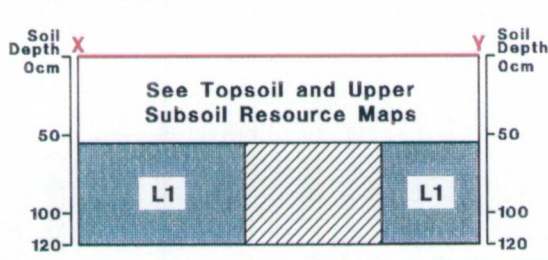 Soil
Depth
X
Y
Soil
Depth
0cm
0cm
See Topsoil and Upper
Subsoil Resource Maps
50
50
L1
L1
100
100
120
120